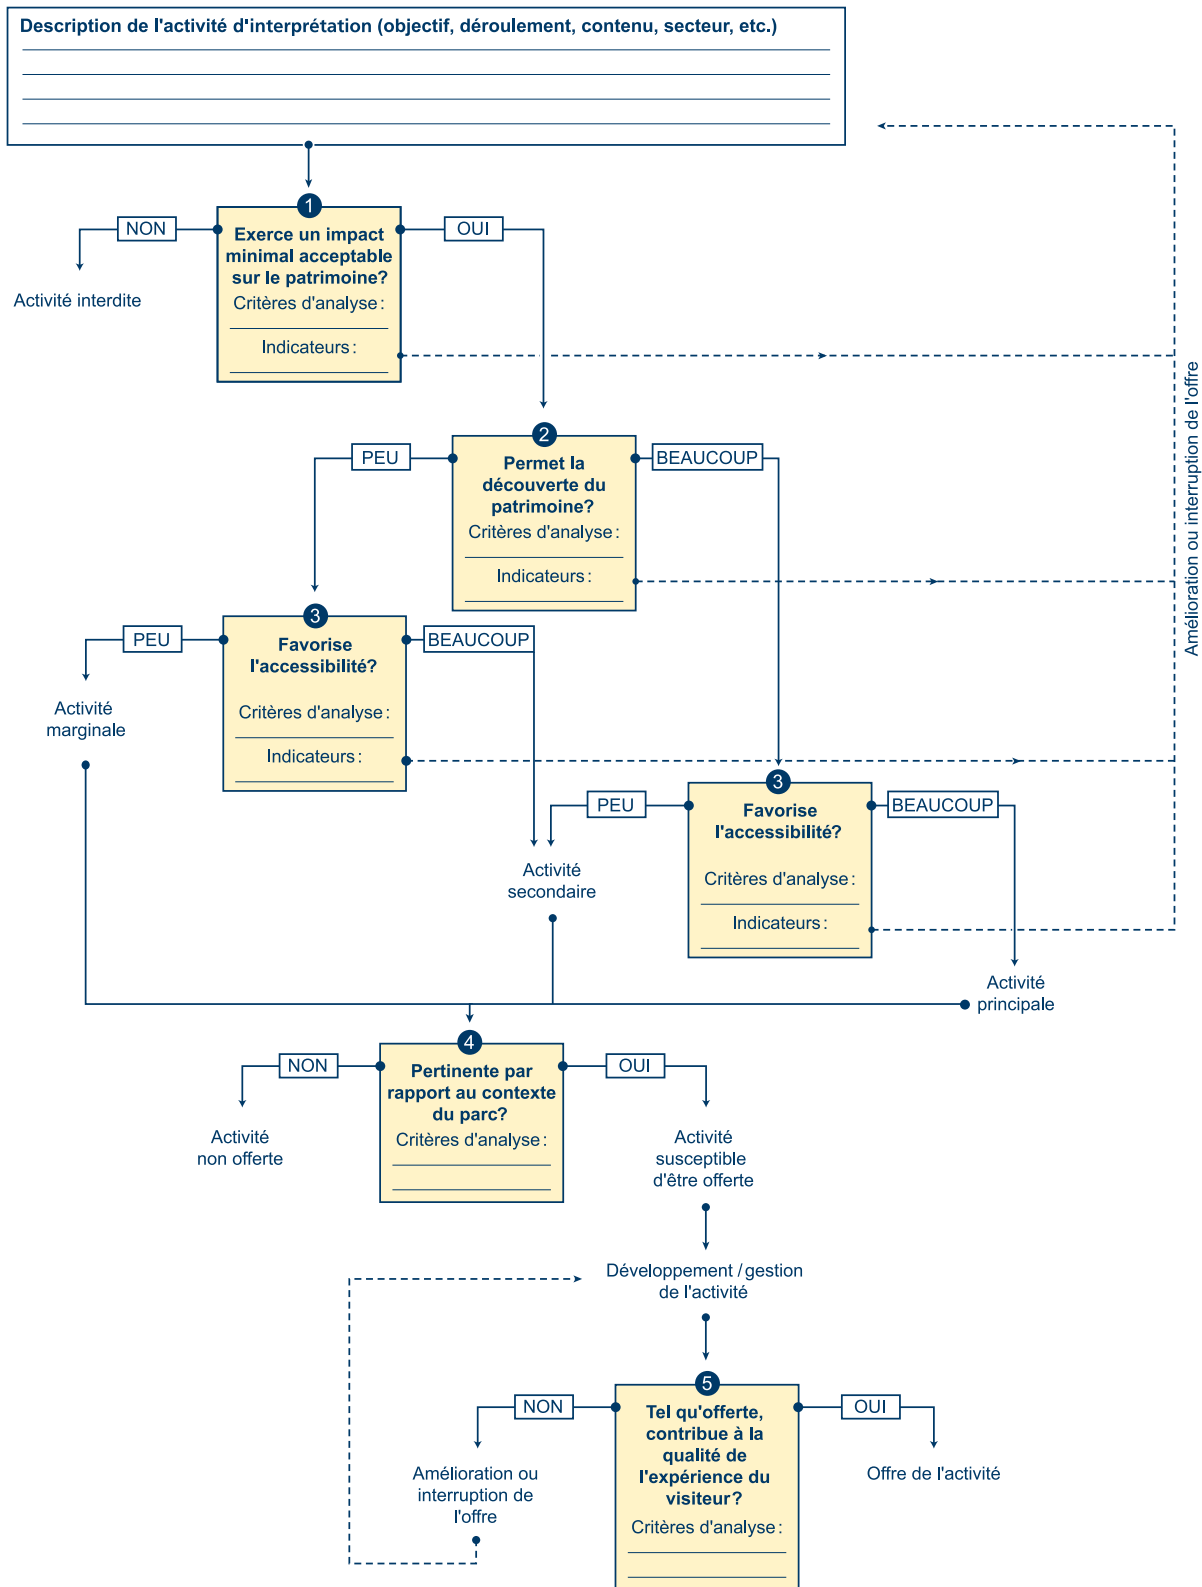 Description de l'activité d'interprétation (objectif, déroulement, contenu, secteur, etc.)
1
NON
OUI
Exerce un impact
minimal acceptable
sur le patrimoine?
Critères d'analyse :
Indicateurs :
Activité interdite
Amélioration ou interruption de l'offre
2
PEU
BEAUCOUP
Permet la
découverte du
patrimoine?
Critères d'analyse :
Indicateurs :
3
PEU
BEAUCOUP
Favorise
l'accessibilité?
Critères d'analyse :
Indicateurs :
Activité
marginale
3
PEU
BEAUCOUP
Favorise
l'accessibilité?
Critères d'analyse :
Indicateurs :
Activité
secondaire
Activité
principale
4
NON
OUI
Pertinente par
rapport au contexte
du parc?
Critères d'analyse :
Activité
non offerte
Activité
susceptible
d'être offerte
Développement / gestion
de l'activité
5
NON
OUI
Tel qu'offerte,
contribue à la
qualité de
l'expérience du
visiteur?
Critères d'analyse :
Amélioration ou
interruption de
l'offre
Offre de l'activité